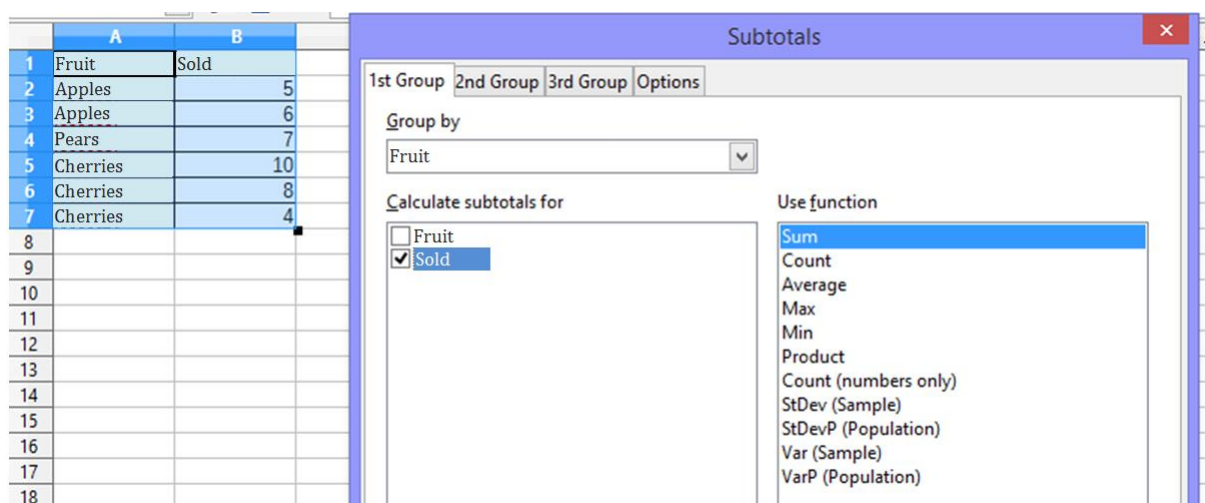 A B
1 Fruit Sold
2 Apples 5
3 Apples 6
4 Pears 7
5 Cherries 10
6 Cherries 8
7 Cherries 4
8
9
10
11
12
13
14
15
16
17
18
Subtotals
1st Group 2nd Group 3rd Group Options
Group by
Fruit
Calculate subtotals for
Fruit
Sold
Use function
Sum
Count
Average
Max
Min
Product
Count (numbers only)
StDev (Sample)
StDevP (Population)
Var (Sample)
VarP (Population)